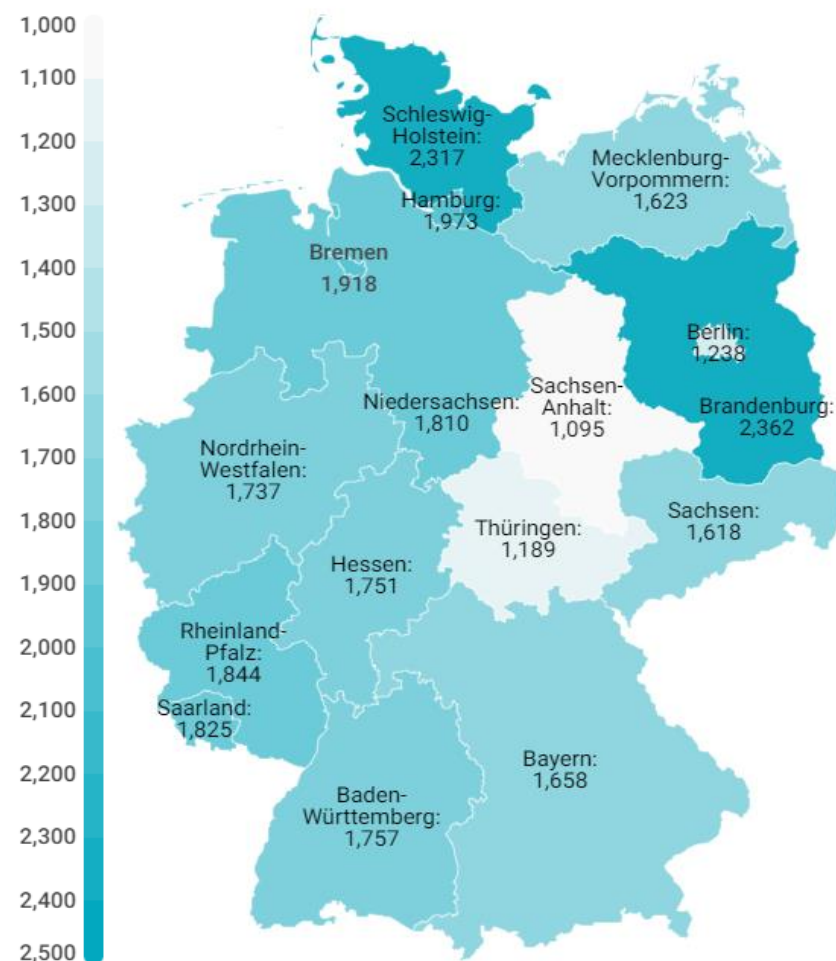 1,000
1,100
1,200
1,300
1,400
1,500
1,600
1,700
1,800
1,900
2,000
2,100
2,200
2,300
2,400
2,500
Schleswig-
Holstein:
2,317
Hamburg:
1,973
Mecklenburg-
Vorpommern:
1,623
Bremen
1,918
Berlin:
1,238
Brandenburg:
2,362
Sachsen-
Anhalt:
1,095
Niedersachsen:
1,810
Nordrhein-
Westfalen:
1,737
Sachsen:
1,618
Thüringen:
1,189
Hessen:
1,751
Rheinland-
Pfalz:
1,844
Saarland:
1,825
Bayern:
1,658
Baden-
Württemberg:
1,757